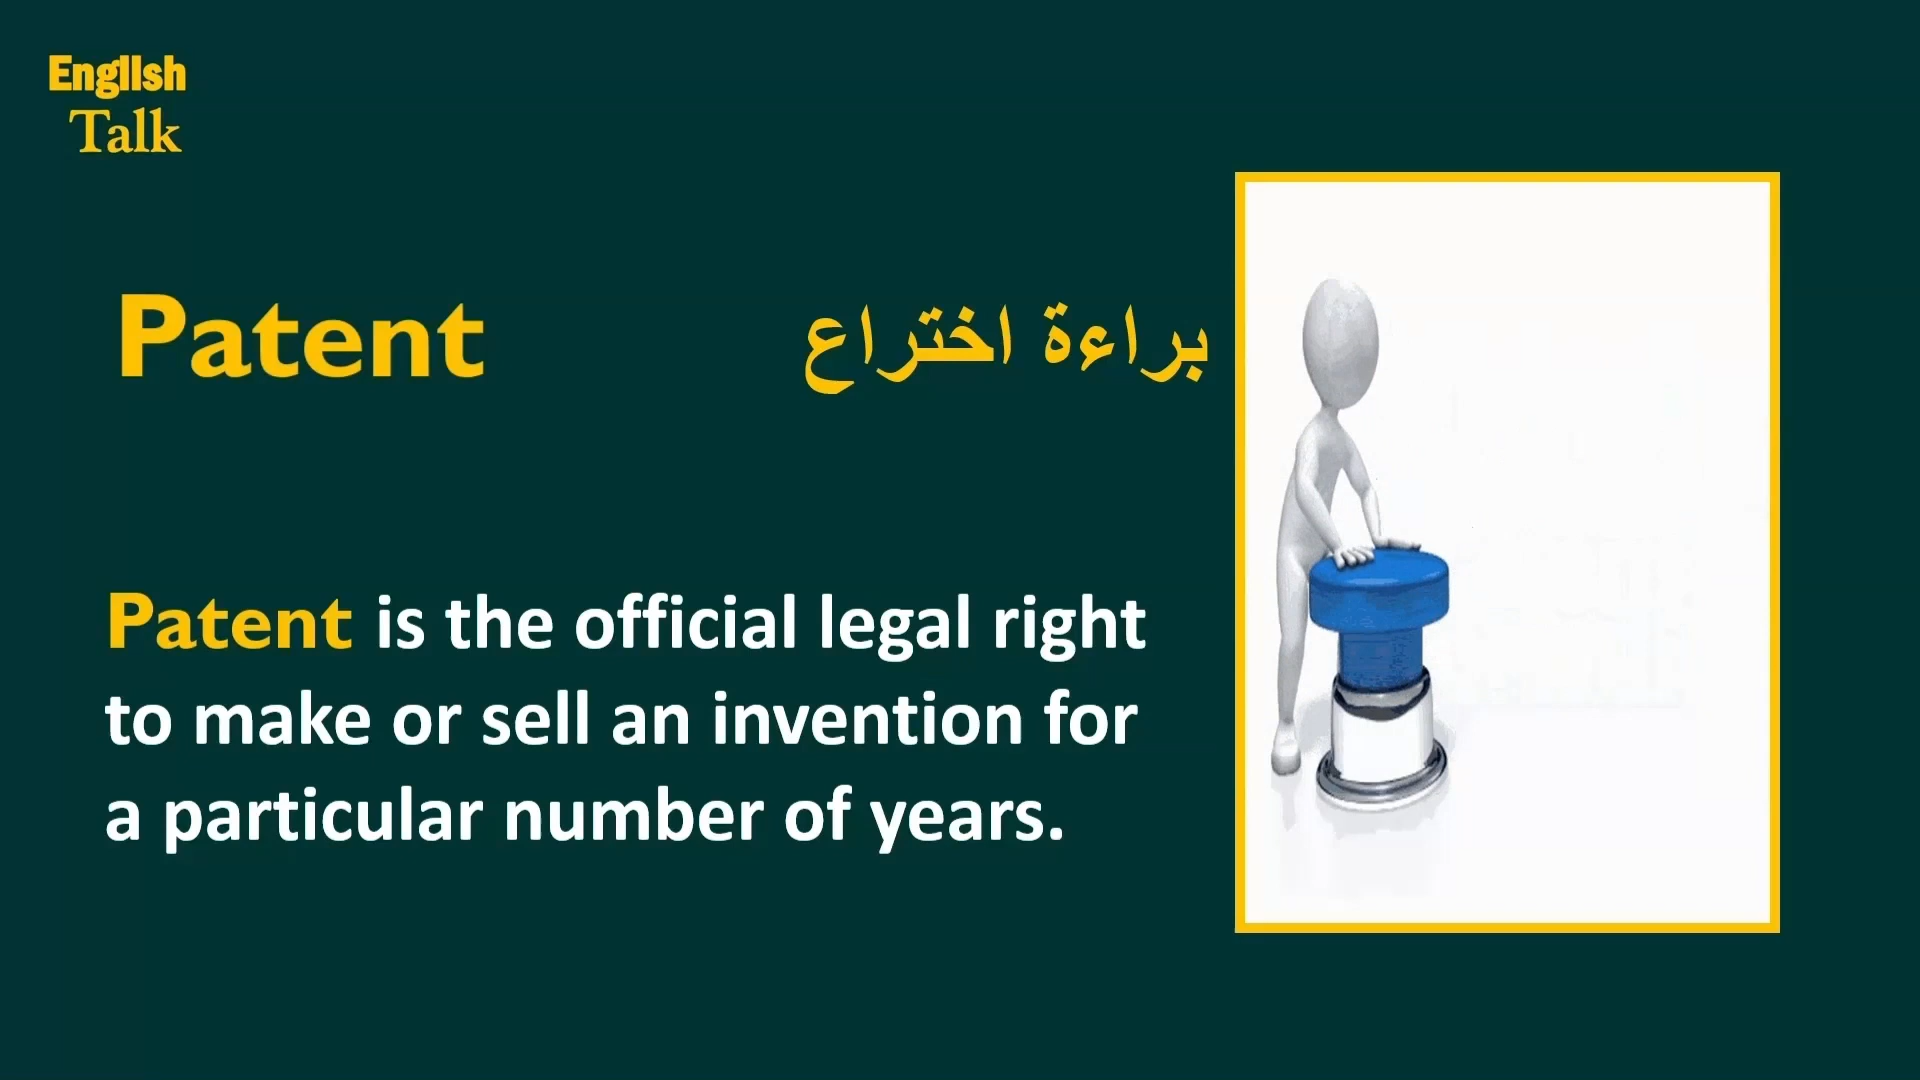 English
Talk
Patent
براءة اختراع
Patent is the official legal right
to make or sell an invention for
a particular number of years.